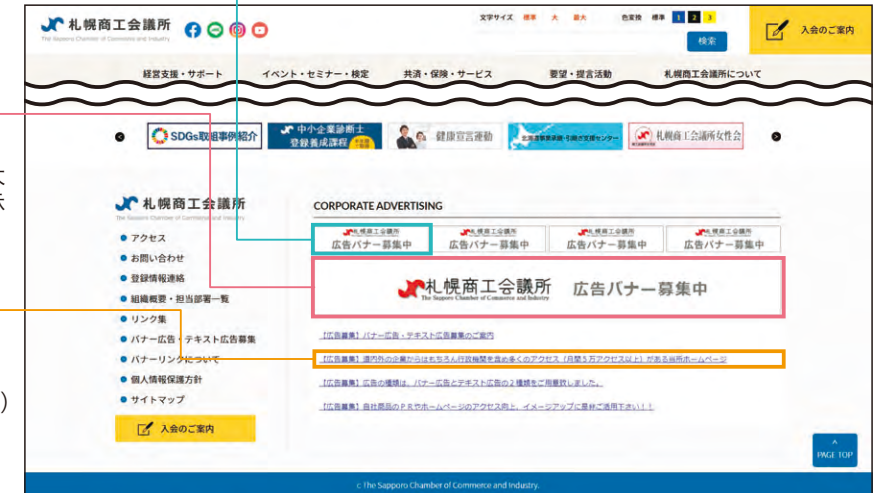 札幌商工会議所
The Sapporo Chamber of Commerce and Industry
文字サイズ 標準 大 最大 色変換 標準 1 2 3
検索
入会のご案内
経営支援・サポート イベント・セミナー・検定 共済・保険・サービス 要望・提言活動 札幌商工会議所について
SDGs取組事例紹介
中小企業診断士
登録養成課程
健康宣言運動
北海道事業承継・引継ぎ支援センター
札幌商工会議所女性会
札幌商工会議所
The Sapporo Chamber of Commerce and Industry
アクセス
お問い合わせ
登録情報連絡
組織概要・担当部署一覧
リンク集
バナー広告・テキスト広告募集
バナーリンクについて
個人情報保護方針
サイトマップ
入会のご案内
CORPORATE ADVERTISING
札幌商工会議所 札幌商工会議所 札幌商工会議所 札幌商工会議所
広告バナー募集中 広告バナー募集中 広告バナー募集中 広告バナー募集中
札幌商工会議所 広告バナー募集中
The Sapporo Chamber of Commerce and Industry
【広告募集】バナー広告・テキスト広告募集のご案内
【広告募集】道内外の企業からはもちろん行政機関を含め多くのアクセス（月間５万アクセス以上）がある当所ホームページ
【広告募集】広告の種類は、バナー広告とテキスト広告の２種類をご用意致しました。
【広告募集】自社商品のＰＲやホームページのアクセス向上、イメージアップに是非ご活用下さい！！
PAGE TOP
c The Sapporo Chamber of Commerce and Industry.
)